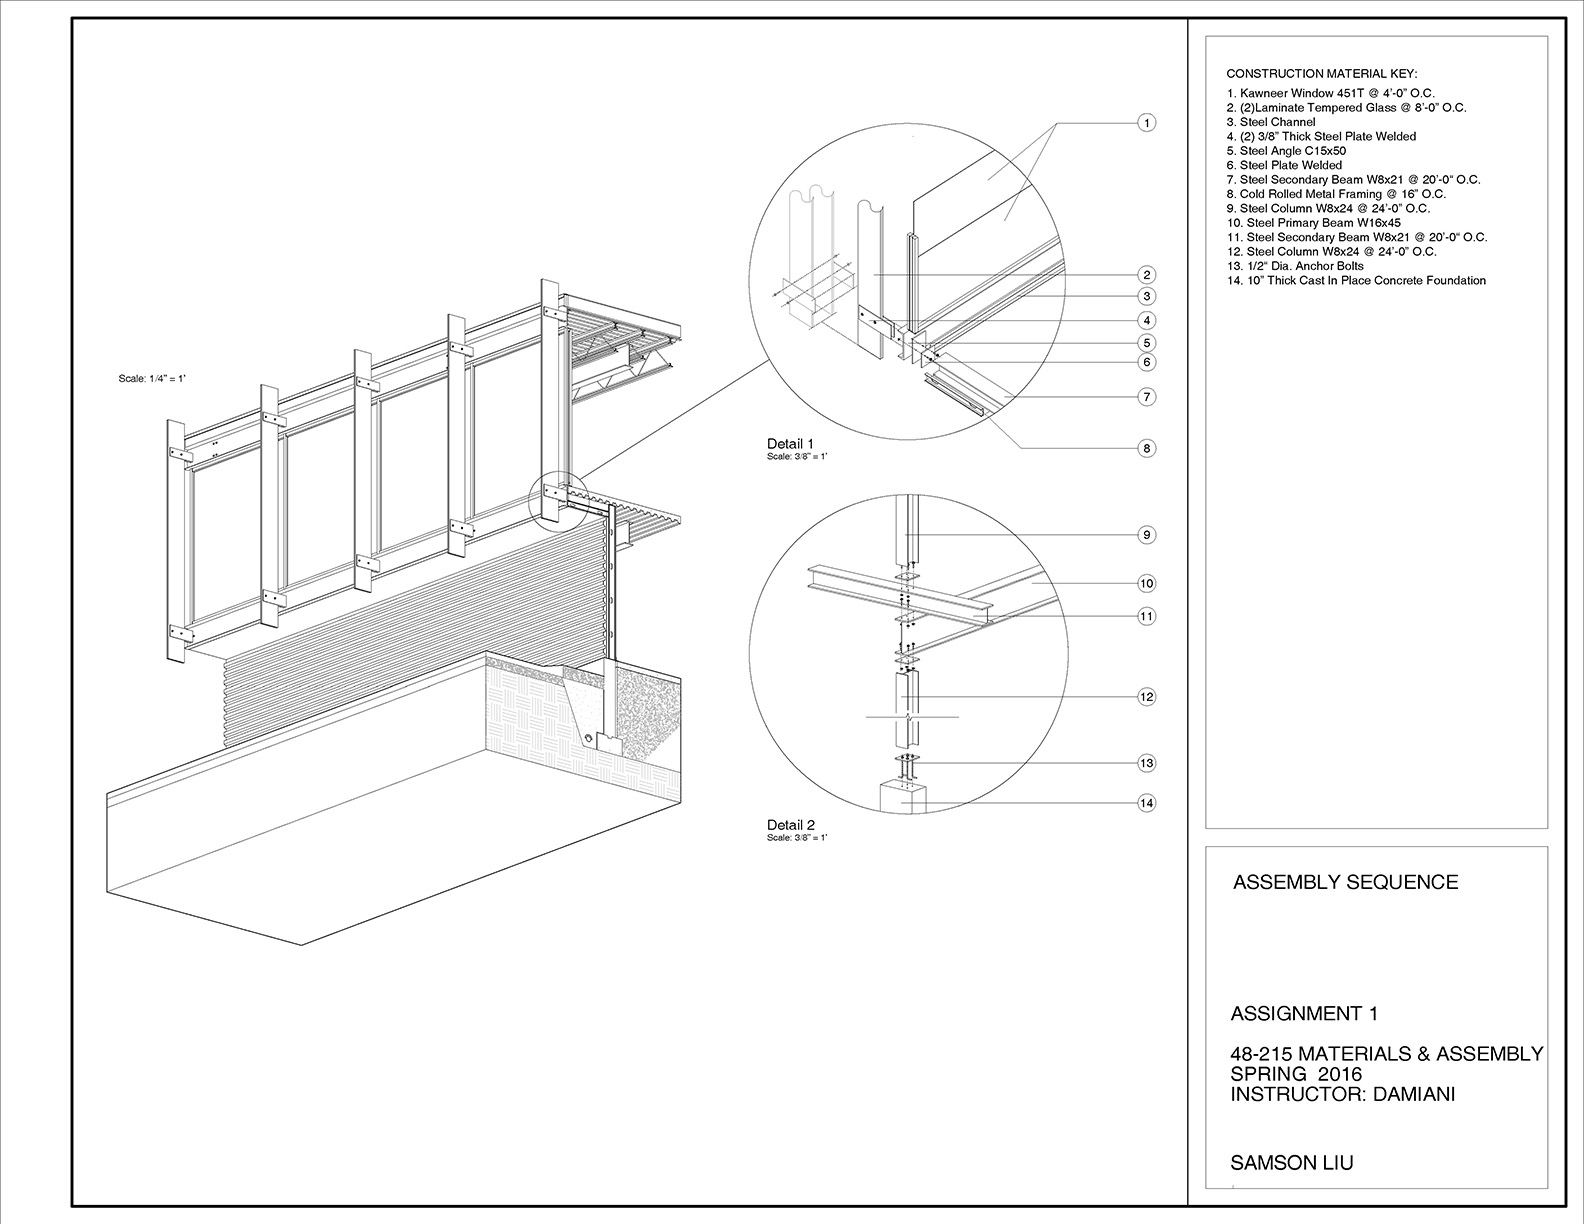 CONSTRUCTION MATERIAL KEY:
1. Kawneer Window 451T @ 4'-0" O.C.
2. (2)Laminate Tempered Glass @ 8'-0" O.C.
3. Steel Channel
4. (2) 3/8" Thick Steel Plate Welded
5. Steel Angle C15x50
6. Steel Plate Welded
7. Steel Secondary Beam W8x21 @ 20'-0" O.C.
8. Cold Rolled Metal Framing @ 16" O.C.
9. Steel Column W8x24 @ 24'-0" O.C.
10. Steel Primary Beam W16x45
11. Steel Secondary Beam W8x21 @ 20'-0" O.C.
12. Steel Column W8x24 @ 24'-0" O.C.
13. 1/2" Dia. Anchor Bolts
14. 10" Thick Cast In Place Concrete Foundation
1
2
3
4
5
6
7
8
Scale: 1/4" = 1'
Detail 1
Scale: 3/8" = 1'
9
10
11
12
13
14
Detail 2
Scale: 3/8" = 1'
ASSEMBLY SEQUENCE
ASSIGNMENT 1
48-215 MATERIALS & ASSEMBLY
SPRING 2016
INSTRUCTOR: DAMIANI
SAMSON LIU